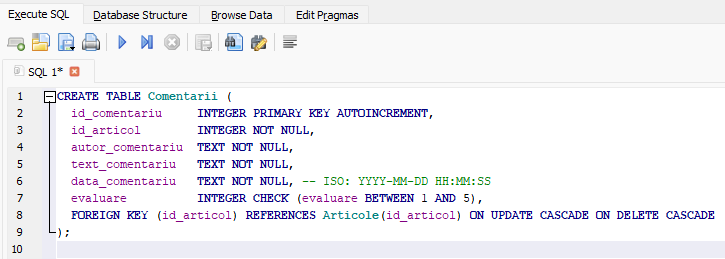 Execute SQL Database Structure Browse Data Edit Pragmas
SQL 1*
1 CREATE TABLE Comentarii (
2 id_comentariu INTEGER PRIMARY KEY AUTOINCREMENT,
3 id_articol INTEGER NOT NULL,
4 autor_comentariu TEXT NOT NULL,
5 text_comentariu TEXT NOT NULL,
6 data_comentariu TEXT NOT NULL, -- ISO: YYYY-MM-DD HH:MM:SS
7 evaluare INTEGER CHECK (evaluare BETWEEN 1 AND 5),
8 FOREIGN KEY (id_articol) REFERENCES Articole(id_articol) ON UPDATE CASCADE ON DELETE CASCADE
9 );
10